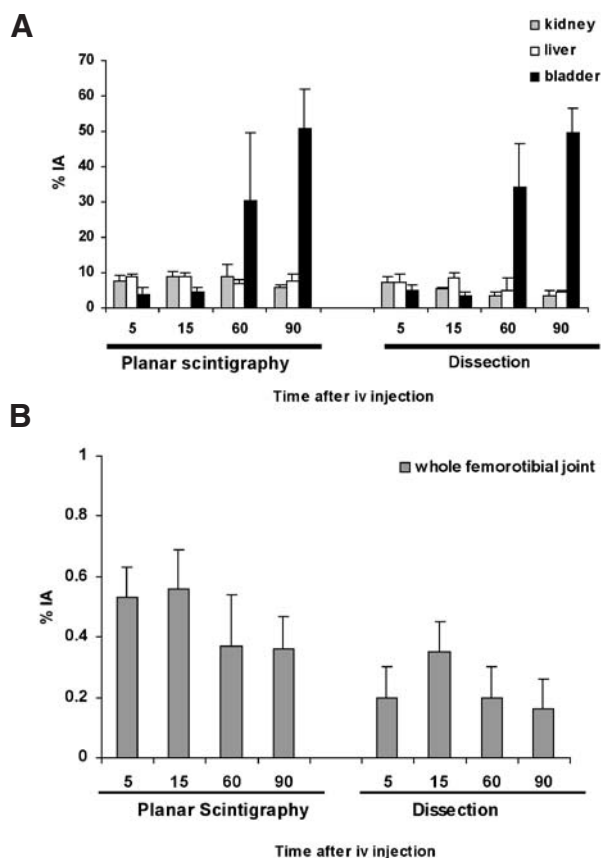 A
kidney
liver
bladder
70
60
50
40
30
20
10
0
% IA
5 15 60 90 5 15 60 90
Planar scintigraphy Dissection
Time after iv injection
B
whole femorotibial joint
1
0.8
0.6
0.4
0.2
0
% IA
5 15 60 90 5 15 60 90
Planar Scintigraphy Dissection
Time after iv injection